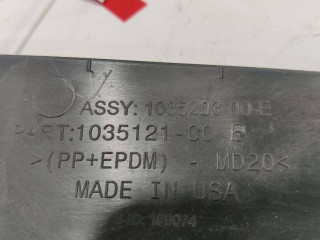 ASSY: 1035203-00-E
PART:1035121-00 E
>(PP+EPDM) - MD20<
MADE IN USA